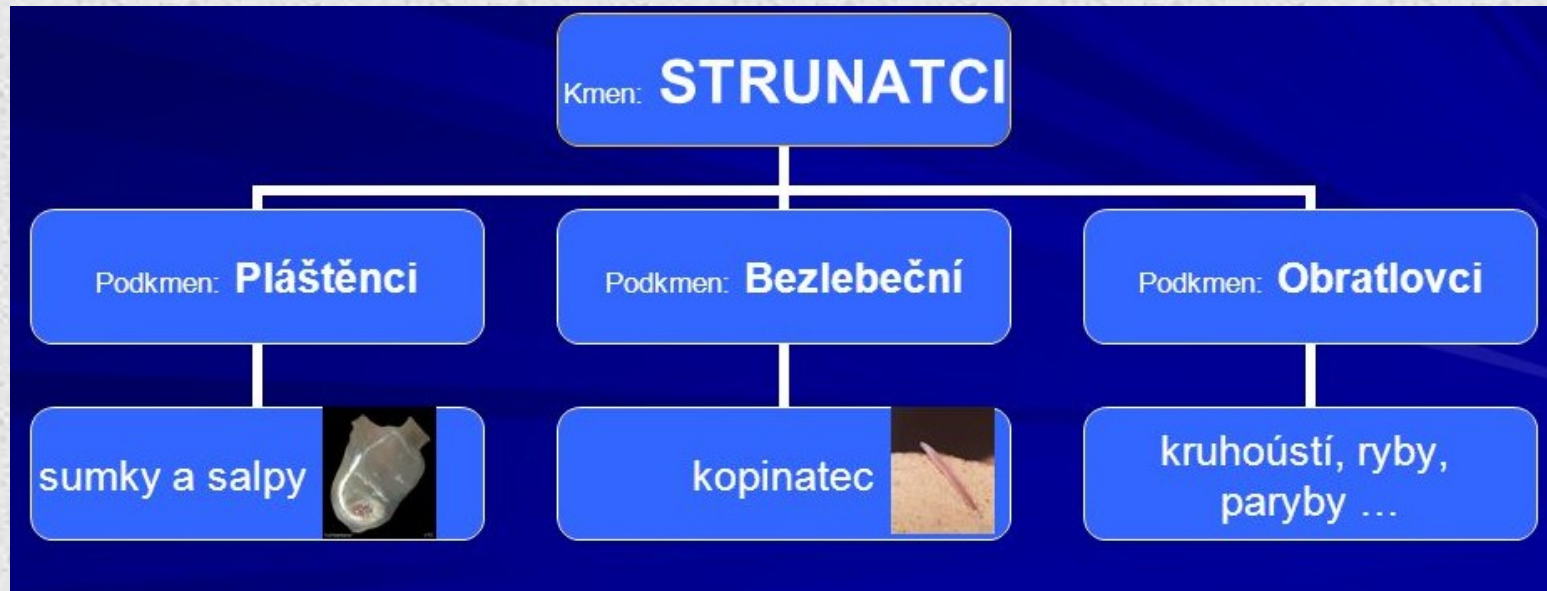 Kmen: STRUNATCI
Podkmen: Pláštěnci
Podkmen: Bezlebeční
Podkmen: Obratlovci
sumky a salpy
kopinatec
kruhoústí, ryby,
paryby …